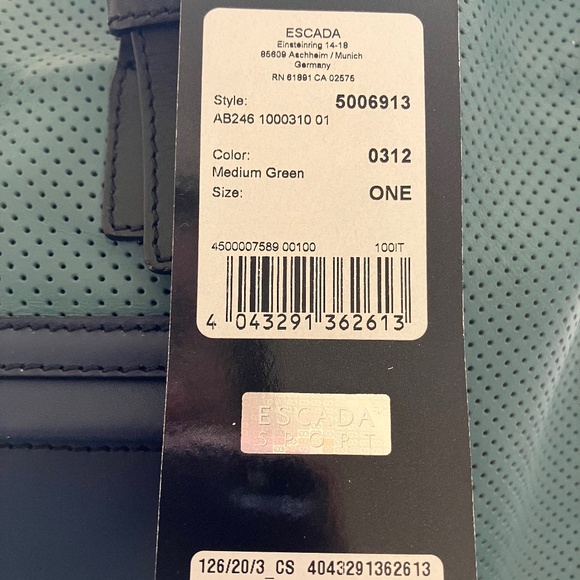 ESCADA
Einsteinring 14-18
85609 Aschheim / Munich
Germany
RN 61891 CA 02575
Style: 5006913
AB246 1000310 01
Color: 0312
Medium Green
Size: ONE
4500007589 00100 100IT
4 043291 362613
ESCADA
SPORT
126/20/3_CS 4043291362613